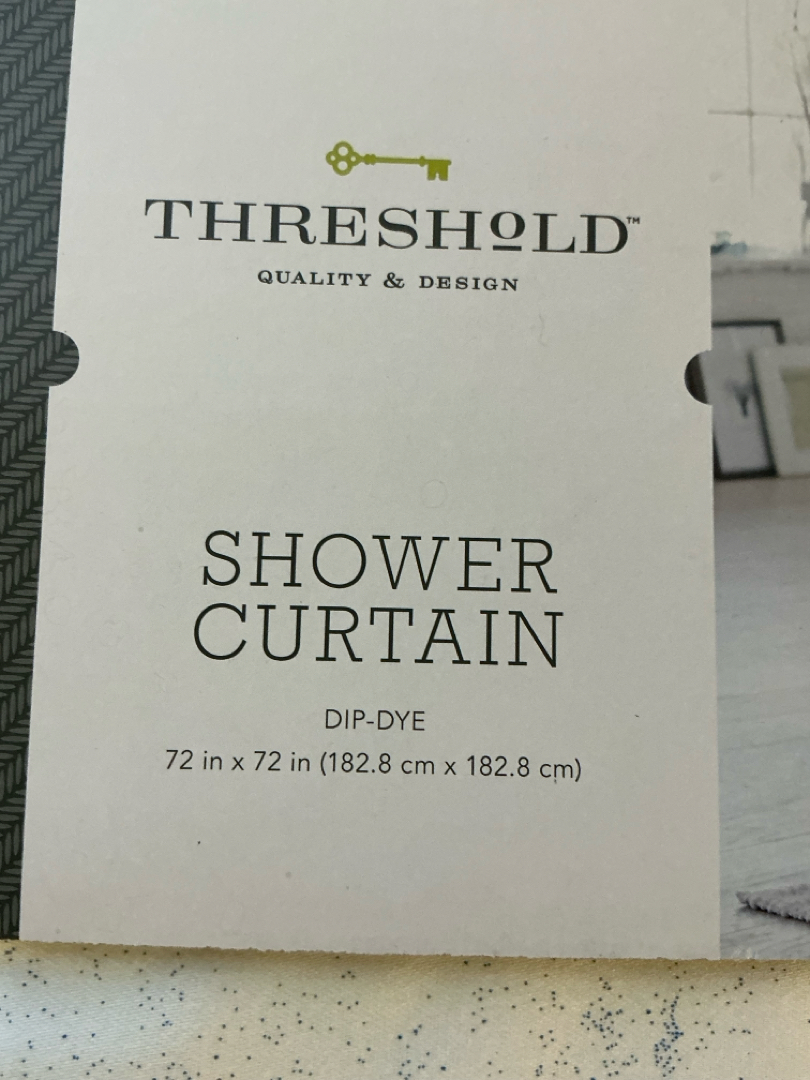 THRESHOLD™
QUALITY & DESIGN
SHOWER
CURTAIN
DIP-DYE
72 in x 72 in (182.8 cm x 182.8 cm)